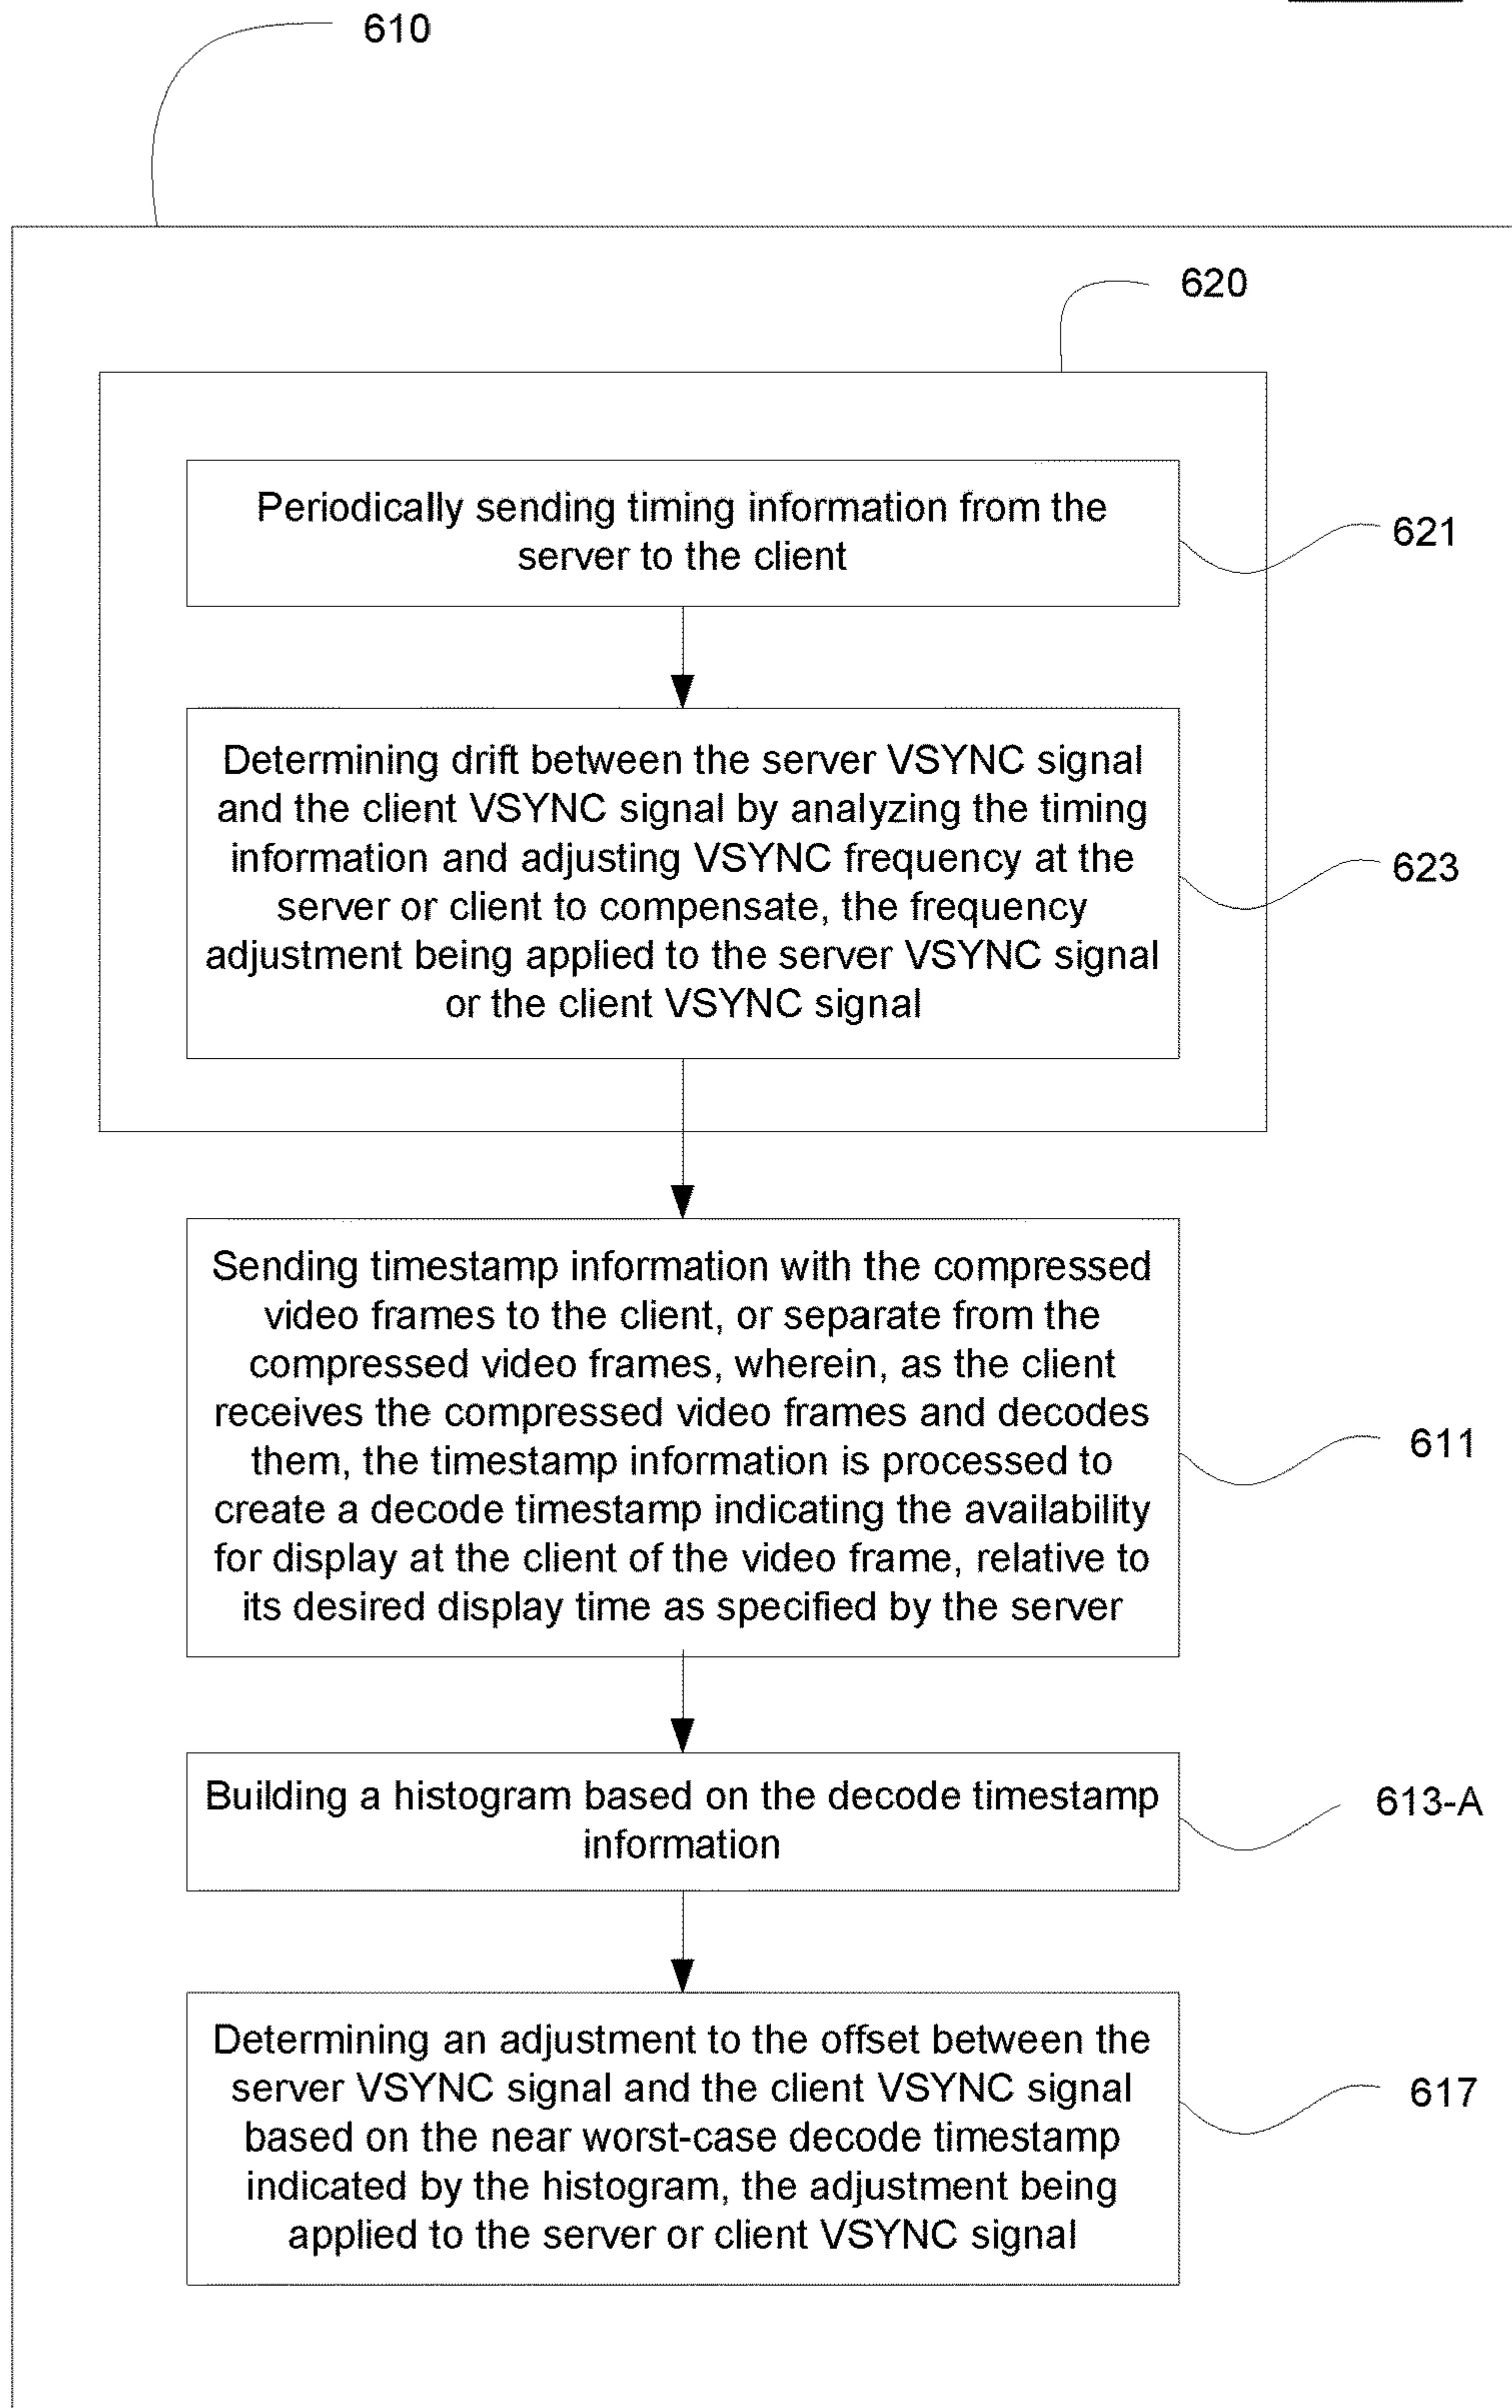 610
620
Periodically sending timing information from the
server to the client
621
Determining drift between the server VSYNC signal
and the client VSYNC signal by analyzing the timing
information and adjusting VSYNC frequency at the
server or client to compensate, the frequency
adjustment being applied to the server VSYNC signal
or the client VSYNC signal
623
Sending timestamp information with the compressed
video frames to the client, or separate from the
compressed video frames, wherein, as the client
receives the compressed video frames and decodes
them, the timestamp information is processed to
create a decode timestamp indicating the availability
for display at the client of the video frame, relative to
its desired display time as specified by the server
611
Building a histogram based on the decode timestamp
information
613-A
Determining an adjustment to the offset between the
server VSYNC signal and the client VSYNC signal
based on the near worst-case decode timestamp
indicated by the histogram, the adjustment being
applied to the server or client VSYNC signal
617